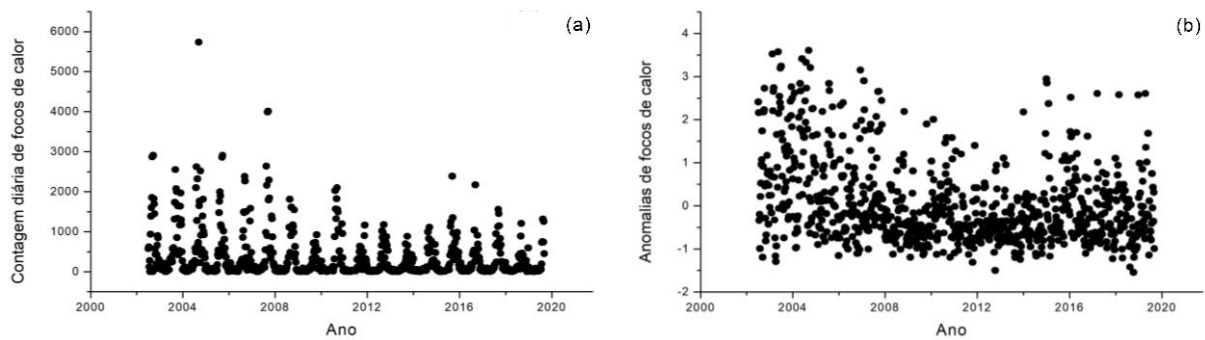 (a)
Contagem diária de focos de calor
6000
5000
4000
3000
2000
1000
0
2000 2004 2008 2012 2016 2020
Ano
(b)
Anomalias de focos de calor
4
3
2
1
0
-1
-2
2000 2004 2008 2012 2016 2020
Ano